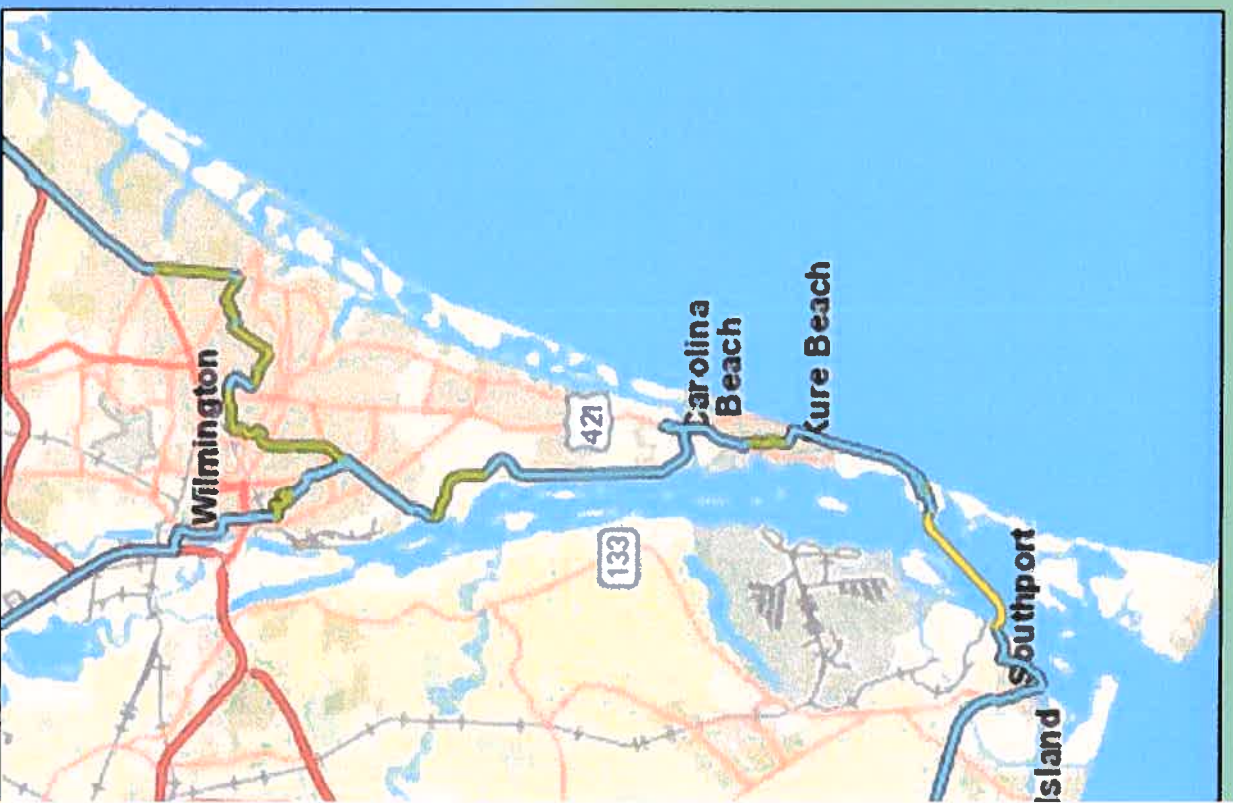 Wilmington
421
Carolina
Beach
Kure Beach
133
Southport
Island